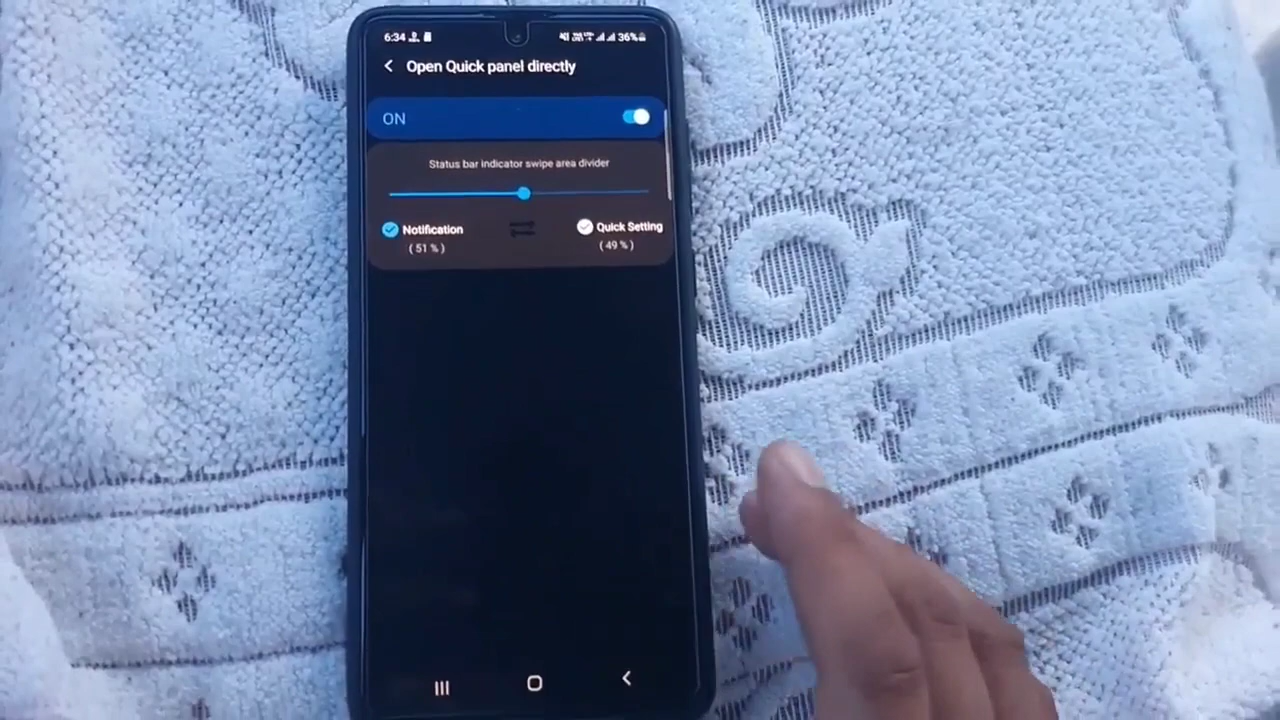 6:34
36%
Open Quick panel directly
ON
Status bar indicator swipe area divider
Notification
Quick Setting
( 51 % )
( 49 % )